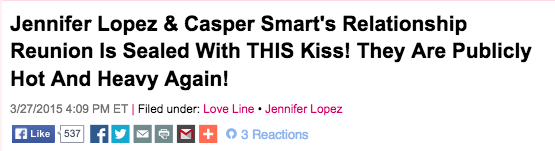 Jennifer Lopez & Casper Smart's Relationship
Reunion Is Sealed With THIS Kiss! They Are Publicly
Hot And Heavy Again!
3/27/2015 4:09 PM ET | Filed under: Love Line • Jennifer Lopez
Like 537 3 Reactions